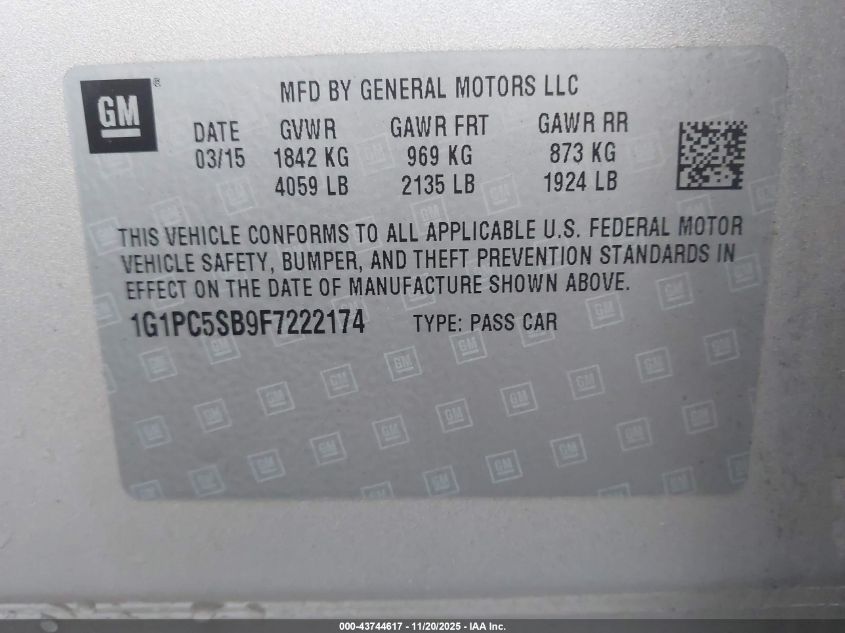 GM
MFD BY GENERAL MOTORS LLC
DATE GVWR GAWR FRT GAWR RR
03/15 1842 KG 969 KG 873 KG
4059 LB 2135 LB 1924 LB
THIS VEHICLE CONFORMS TO ALL APPLICABLE U.S. FEDERAL MOTOR
VEHICLE SAFETY, BUMPER, AND THEFT PREVENTION STANDARDS IN
EFFECT ON THE DATE OF MANUFACTURE SHOWN ABOVE.
1G1PC5SB9F7222174 TYPE: PASS CAR
000-43744617 - 11/20/2025 - IAA Inc.